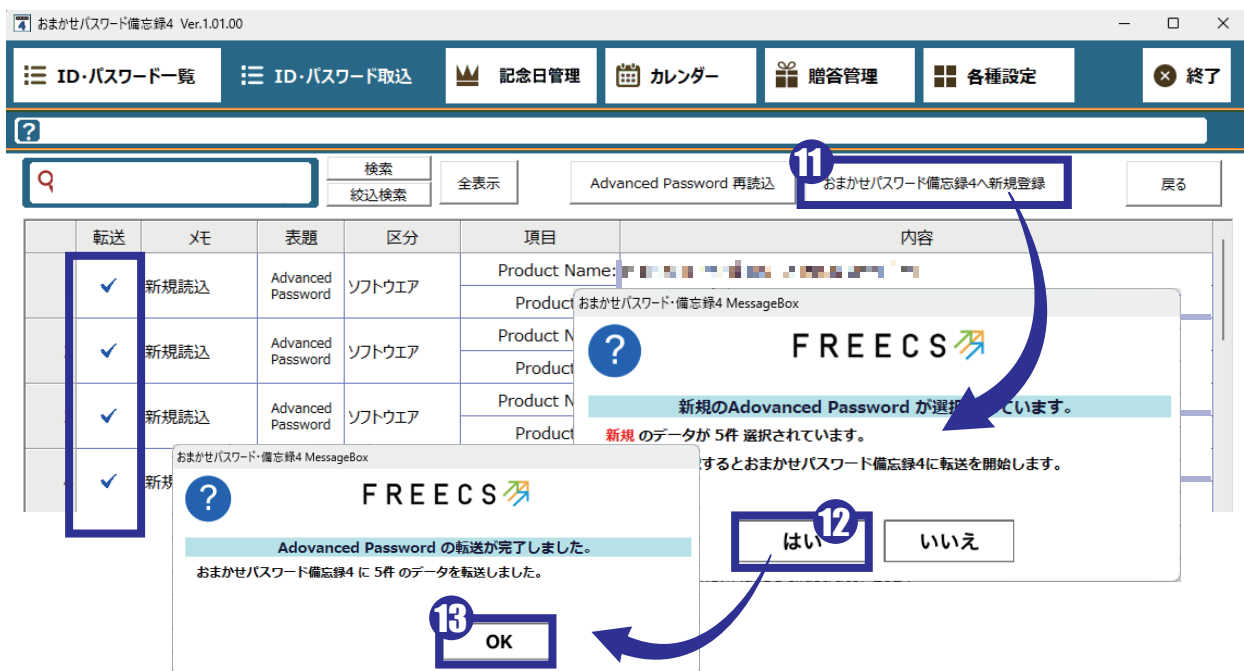 おまかせパスワード備忘録4 Ver.1.01.00
ID・パスワード一覧
ID・パスワード取込
記念日管理
カレンダー
贈答管理
各種設定
終了
検索
絞込検索
全表示
Advanced Password 再読込
11
おまかせパスワード備忘録4へ新規登録
戻る
転送 メモ 表題 区分 項目 内容
新規読込
Advanced
Password
ソフトウエア
Product Name:
Product
新規読込
Advanced
Password
ソフトウエア
Product N
Product
新規読込
Advanced
Password
ソフトウエア
Product N
Product
新規
おまかせパスワード・備忘録4 MessageBox
FREECS
新規のAdovanced Password が選択 ています。
新規 のデータが 5件 選択されています。
するとおまかせパスワード備忘録4に転送を開始します。
はい
12
いいえ
おまかせパスワード・備忘録4 MessageBox
FREECS
Adovanced Password の転送が完了しました。
おまかせパスワード備忘録4 に 5件 のデータを転送しました。
13
OK